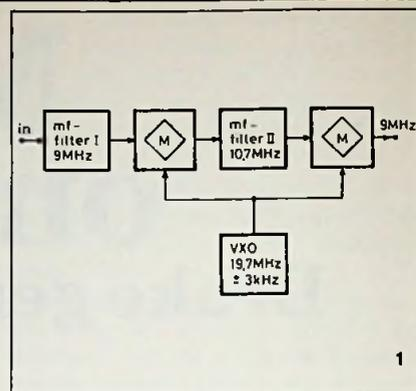 in
mf-
filter I
9MHz
M
mf-
filter II
10,7MHz
M
9MHz
VXO
19,7MHz
± 3kHz
1